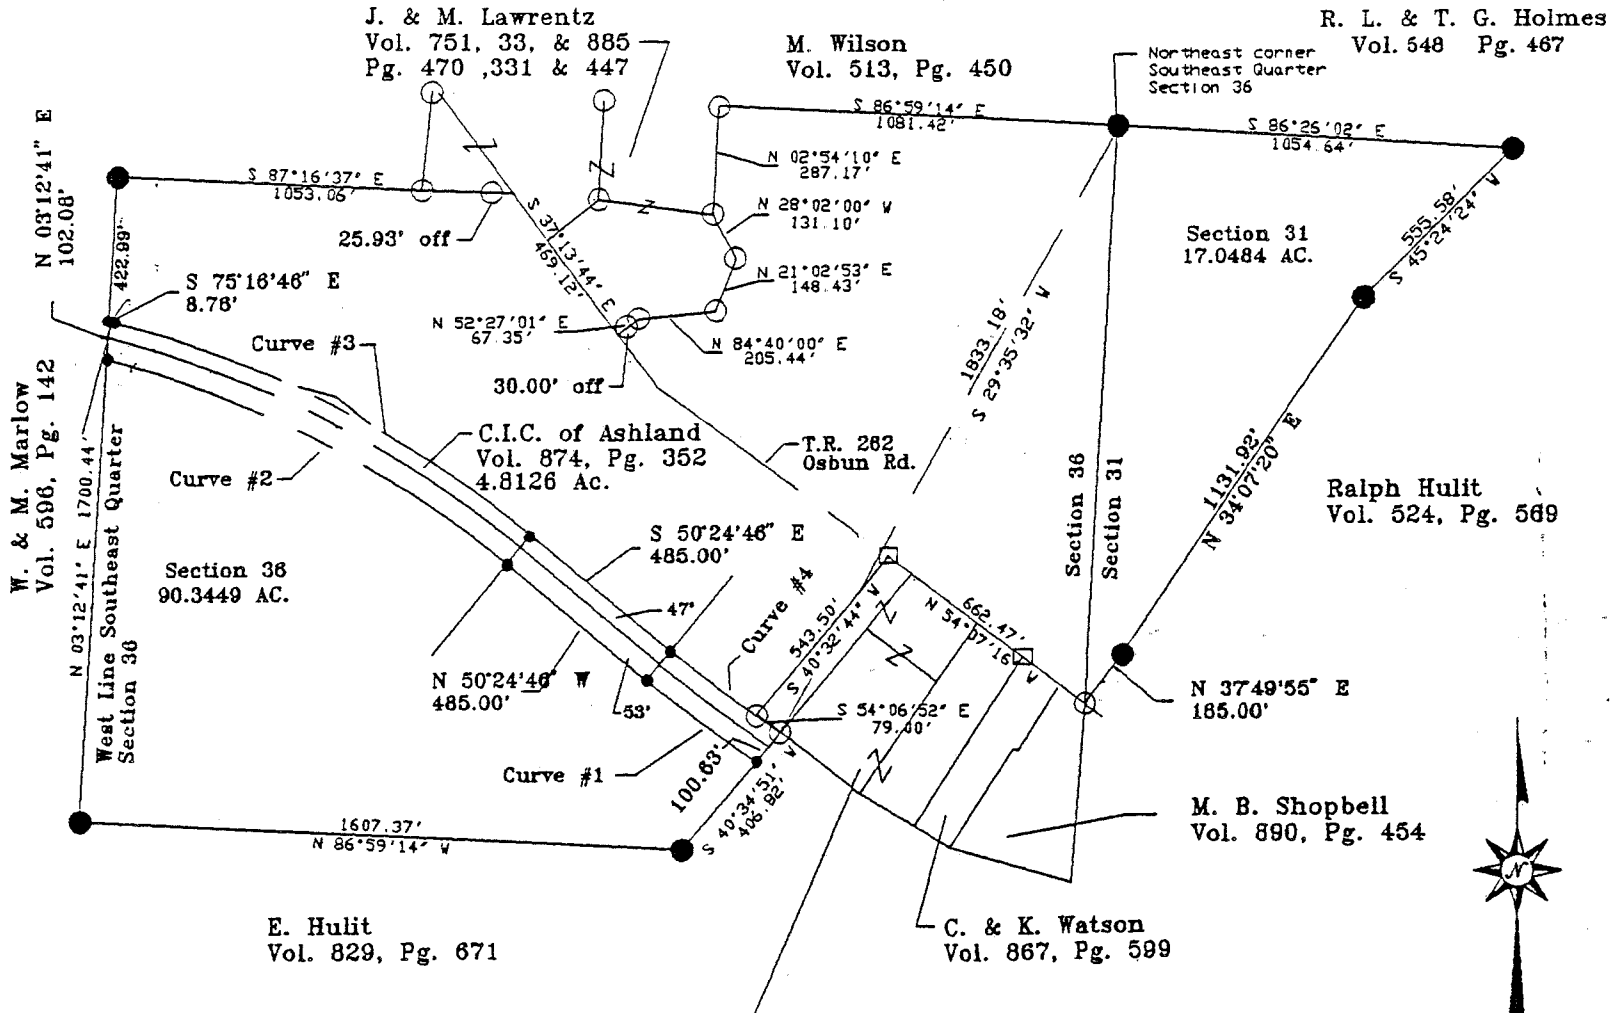 J. & M. Lawrentz
Vol. 751, 33, & 885
Pg. 470 ,331 & 447
M. Wilson
Vol. 513, Pg. 450
R. L. & T. G. Holmes
Vol. 548 Pg. 467
Northeast corner
Southeast Quarter
Section 36
S 86°59'14" E
1081.42'
S 86°26'02" E
1054.64'
N 03°12'41" E
102.08'
S 87°16'37" E
1053.06'
N 02°54'10" E
287.17'
N 28°02'00" W
131.10'
25.93' off
S 37°13'44" E
469.12'
422.99'
S 75°16'46" E
8.76'
N 21°02'53" E
148.43'
Section 31
17.0484 AC.
555.58'
S 45°24'24" W
N 52°27'01" E
67.35'
N 84°40'00" E
205.44'
Curve #3
30.00' off
1833.18'
S 29°35'32" W
W. & M. Marlow
Vol. 596, Pg. 142
C.I.C. of Ashland
Vol. 874, Pg. 352
4.8126 Ac.
T.R. 262
Osbun Rd.
Curve #2
1131.92'
N 34°07'20" E
Section 36
Section 31
Ralph Hulit
Vol. 524, Pg. 569
N 03°12'41" E 1700.44'
West Line Southeast Quarter
Section 36
Section 36
90.3449 AC.
S 50°24'46" E
485.00'
47'
Curve #4
543.50'
S 40°32'44" W
662.47'
N 54°07'16" W
N 50°24'46" W
485.00'
53'
S 54°06'52" E
79.00'
N 37°49'55" E
165.00'
Curve #1
100.63'
S 40°34'51" W
406.92'
1607.37'
N 86°59'14" W
M. B. Shopbell
Vol. 890, Pg. 454
C. & K. Watson
Vol. 867, Pg. 599
E. Hulit
Vol. 829, Pg. 671
N